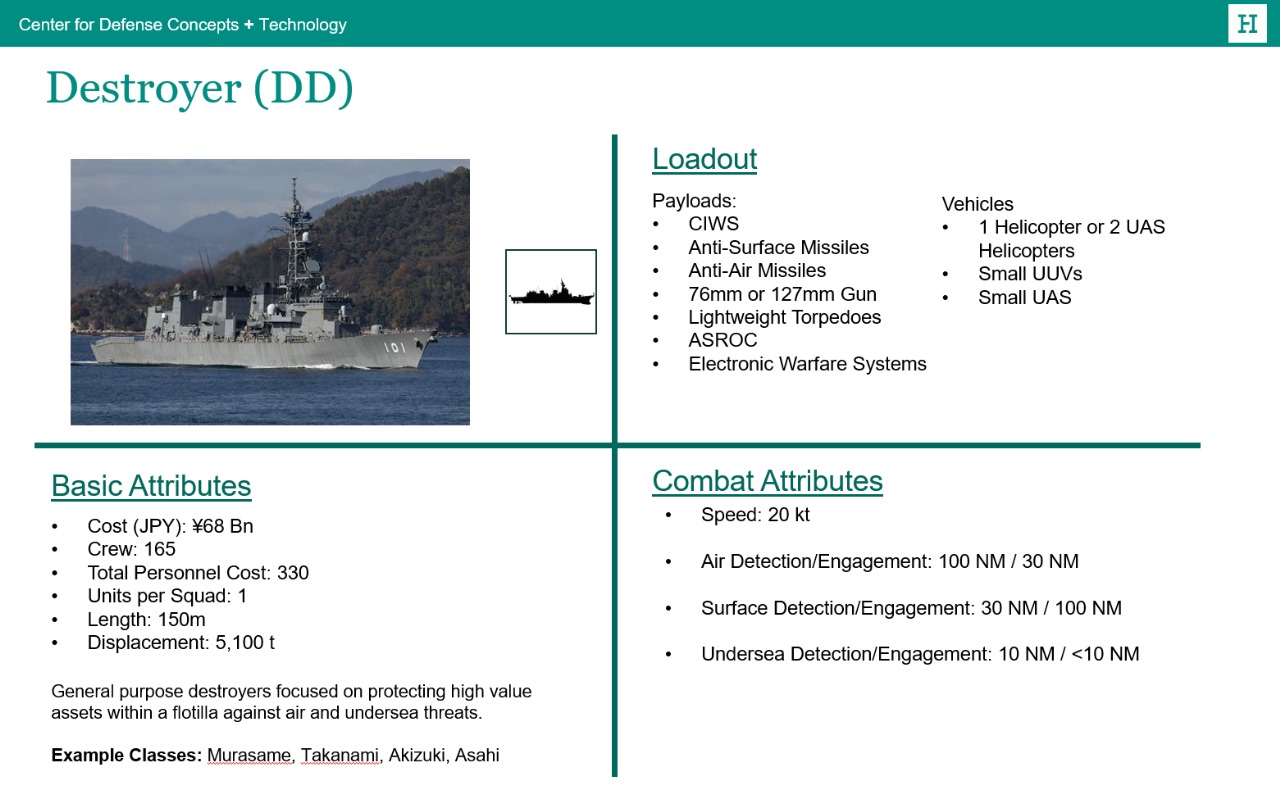 Center for Defense Concepts + Technology
H
Destroyer (DD)
101
Loadout
Payloads:
• CIWS
• Anti-Surface Missiles
• Anti-Air Missiles
• 76mm or 127mm Gun
• Lightweight Torpedoes
• ASROC
• Electronic Warfare Systems
Vehicles
• 1 Helicopter or 2 UAS
Helicopters
• Small UUVs
• Small UAS
Basic Attributes
• Cost (JPY): ¥68 Bn
• Crew: 165
• Total Personnel Cost: 330
• Units per Squad: 1
• Length: 150m
• Displacement: 5,100 t
General purpose destroyers focused on protecting high value
assets within a flotilla against air and undersea threats.
Example Classes: Murasame, Takanami, Akizuki, Asahi
Combat Attributes
• Speed: 20 kt
• Air Detection/Engagement: 100 NM / 30 NM
• Surface Detection/Engagement: 30 NM / 100 NM
• Undersea Detection/Engagement: 10 NM / <10 NM